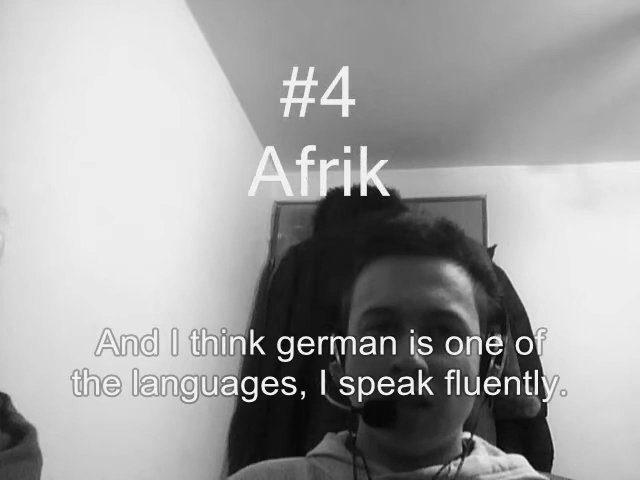 #4
Afrik
And I think german is one of
the languages, I speak fluently.